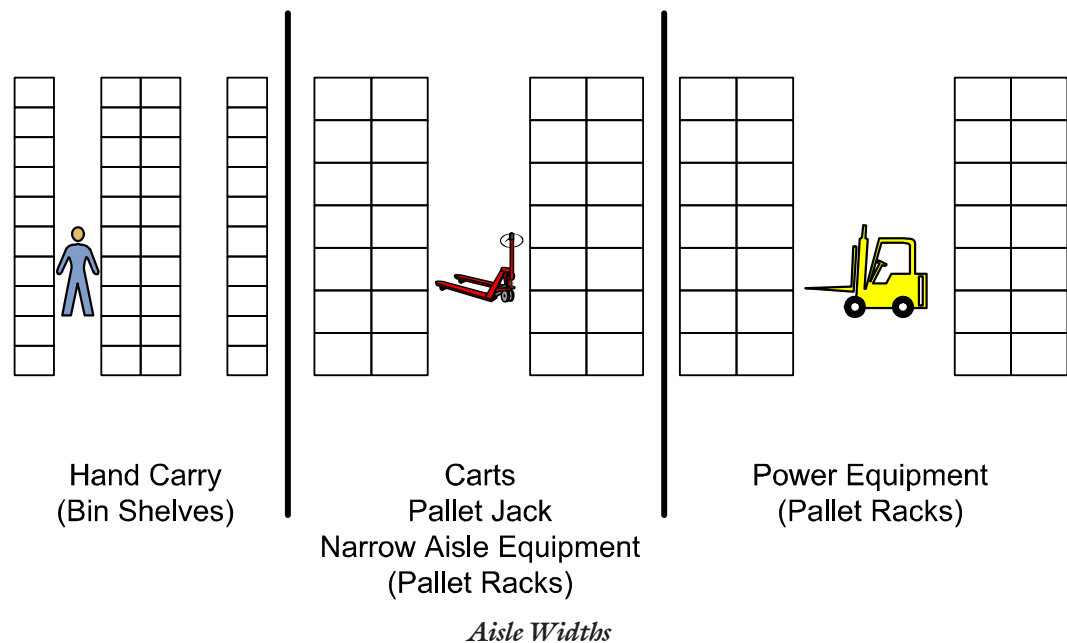 Hand Carry
(Bin Shelves)
Carts
Pallet Jack
Narrow Aisle Equipment
(Pallet Racks)
Power Equipment
(Pallet Racks)
Aisle Widths